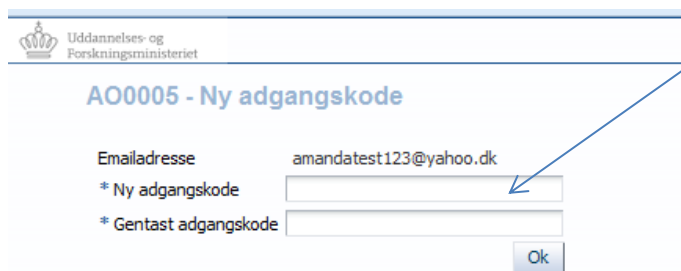 Uddannelses- og
Forskningsministeriet
AO0005 - Ny adgangskode
Emailadresse amandatest123@yahoo.dk
* Ny adgangskode
* Gentast adgangskode
Ok